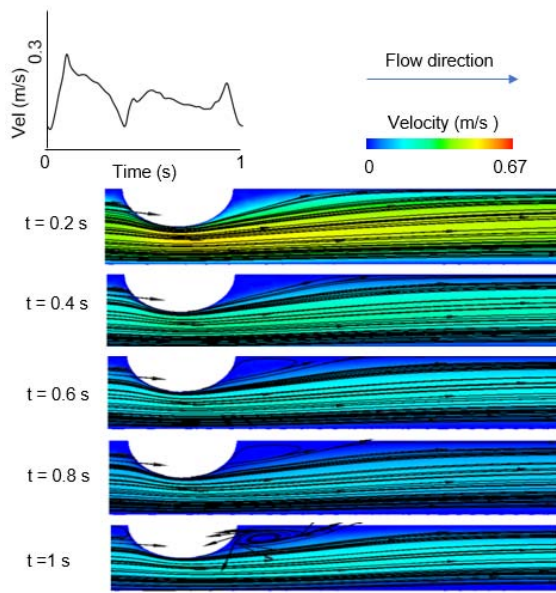 0.3
Vel (m/s)
0
1
Time (s)
Flow direction
Velocity (m/s )
0
0.67
t = 0.2 s
t = 0.4 s
t = 0.6 s
t = 0.8 s
t =1 s